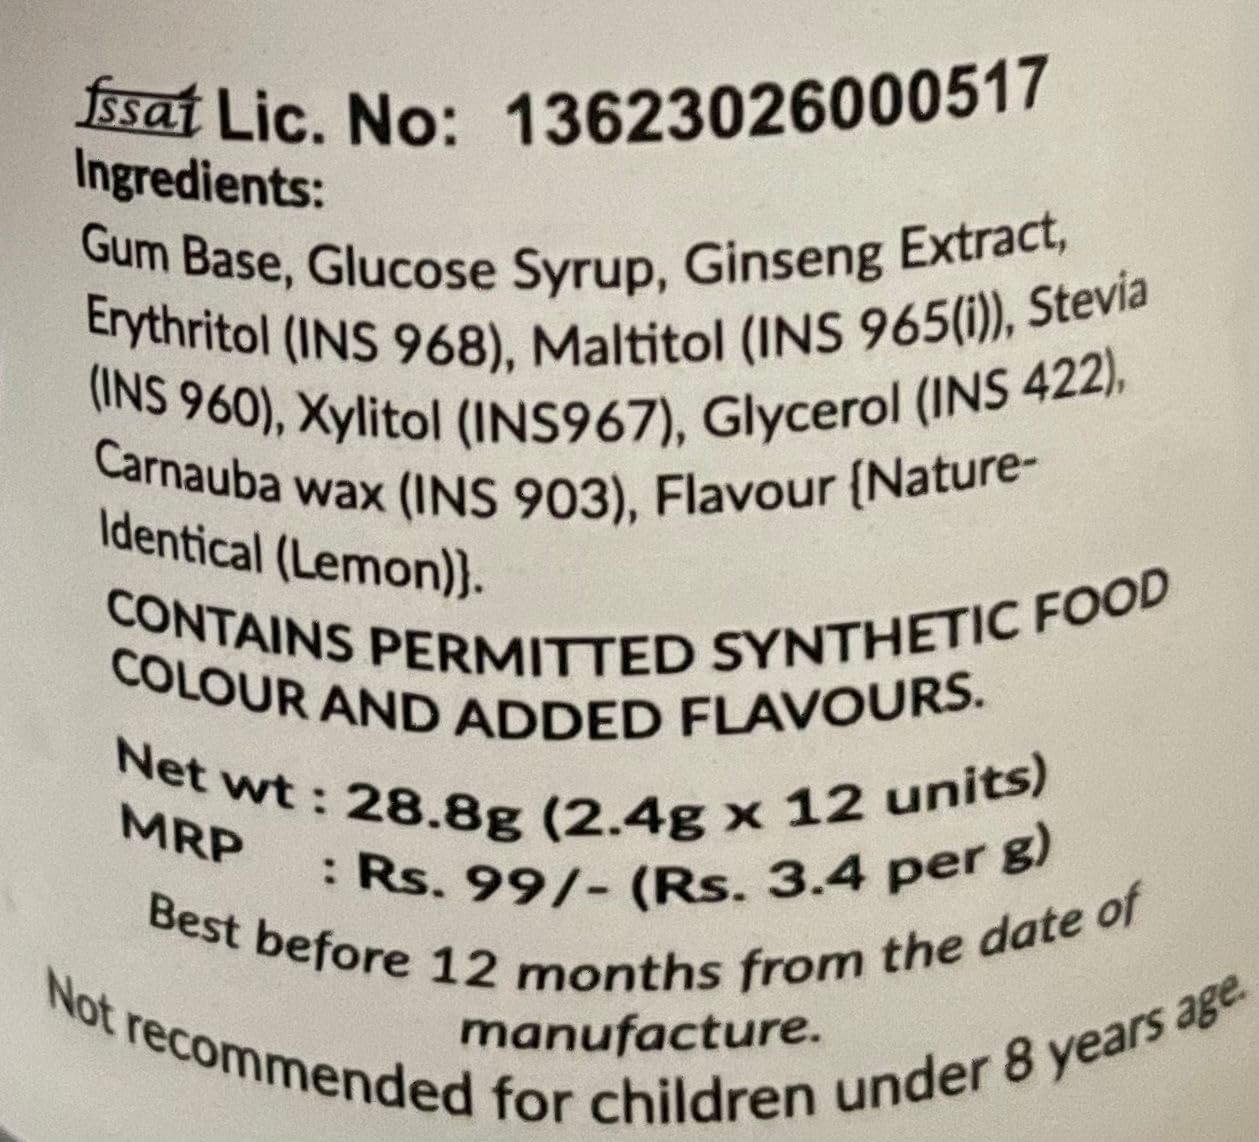 fssai Lic. No: 13623026000517
Ingredients:
Gum Base, Glucose Syrup, Ginseng Extract,
Erythritol (INS 968), Maltitol (INS 965(i)), Stevia
(INS 960), Xylitol (INS967), Glycerol (INS 422),
Carnauba wax (INS 903), Flavour {Nature-
Identical (Lemon)}.
CONTAINS PERMITTED SYNTHETIC FOOD
COLOUR AND ADDED FLAVOURS.
Net wt : 28.8g (2.4g x 12 units)
MRP : Rs. 99/- (Rs. 3.4 per g)
Best before 12 months from the date of
manufacture.
Not recommended for children under 8 years age.